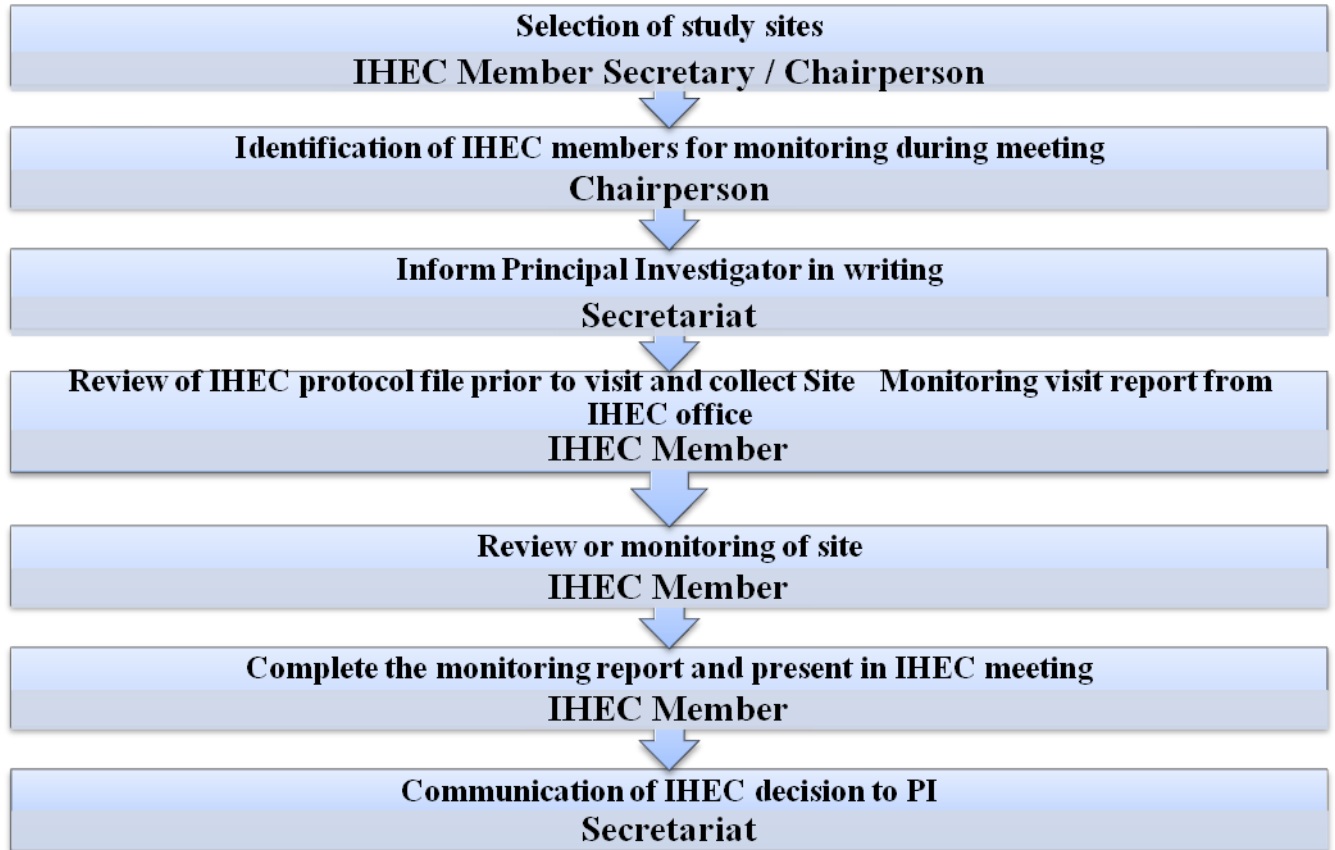 Selection of study sites
IHEC Member Secretary / Chairperson
Identification of IHEC members for monitoring during meeting
Chairperson
Inform Principal Investigator in writing
Secretariat
Review of IHEC protocol file prior to visit and collect Site   Monitoring visit report from
IHEC office
IHEC Member
Review or monitoring of site
IHEC Member
Complete the monitoring report and present in IHEC meeting
IHEC Member
Communication of IHEC decision to PI
Secretariat